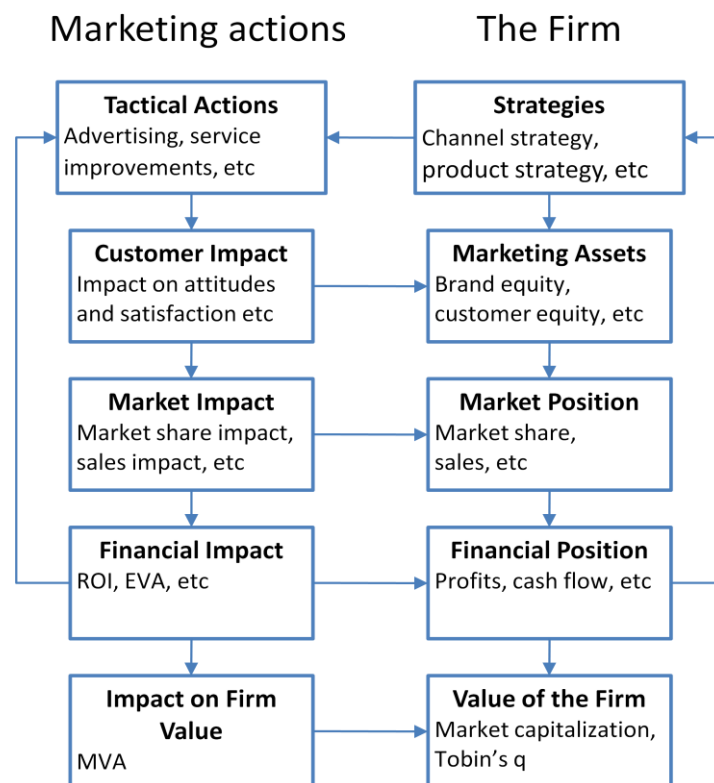 Marketing actions
The Firm
Tactical Actions
Advertising, service
improvements, etc
Strategies
Channel strategy,
product strategy, etc
Customer Impact
Impact on attitudes
and satisfaction etc
Marketing Assets
Brand equity,
customer equity, etc
Market Impact
Market share impact,
sales impact, etc
Market Position
Market share,
sales, etc
Financial Impact
ROI, EVA, etc
Financial Position
Profits, cash flow, etc
Impact on Firm
Value
MVA
Value of the Firm
Market capitalization,
Tobin's q